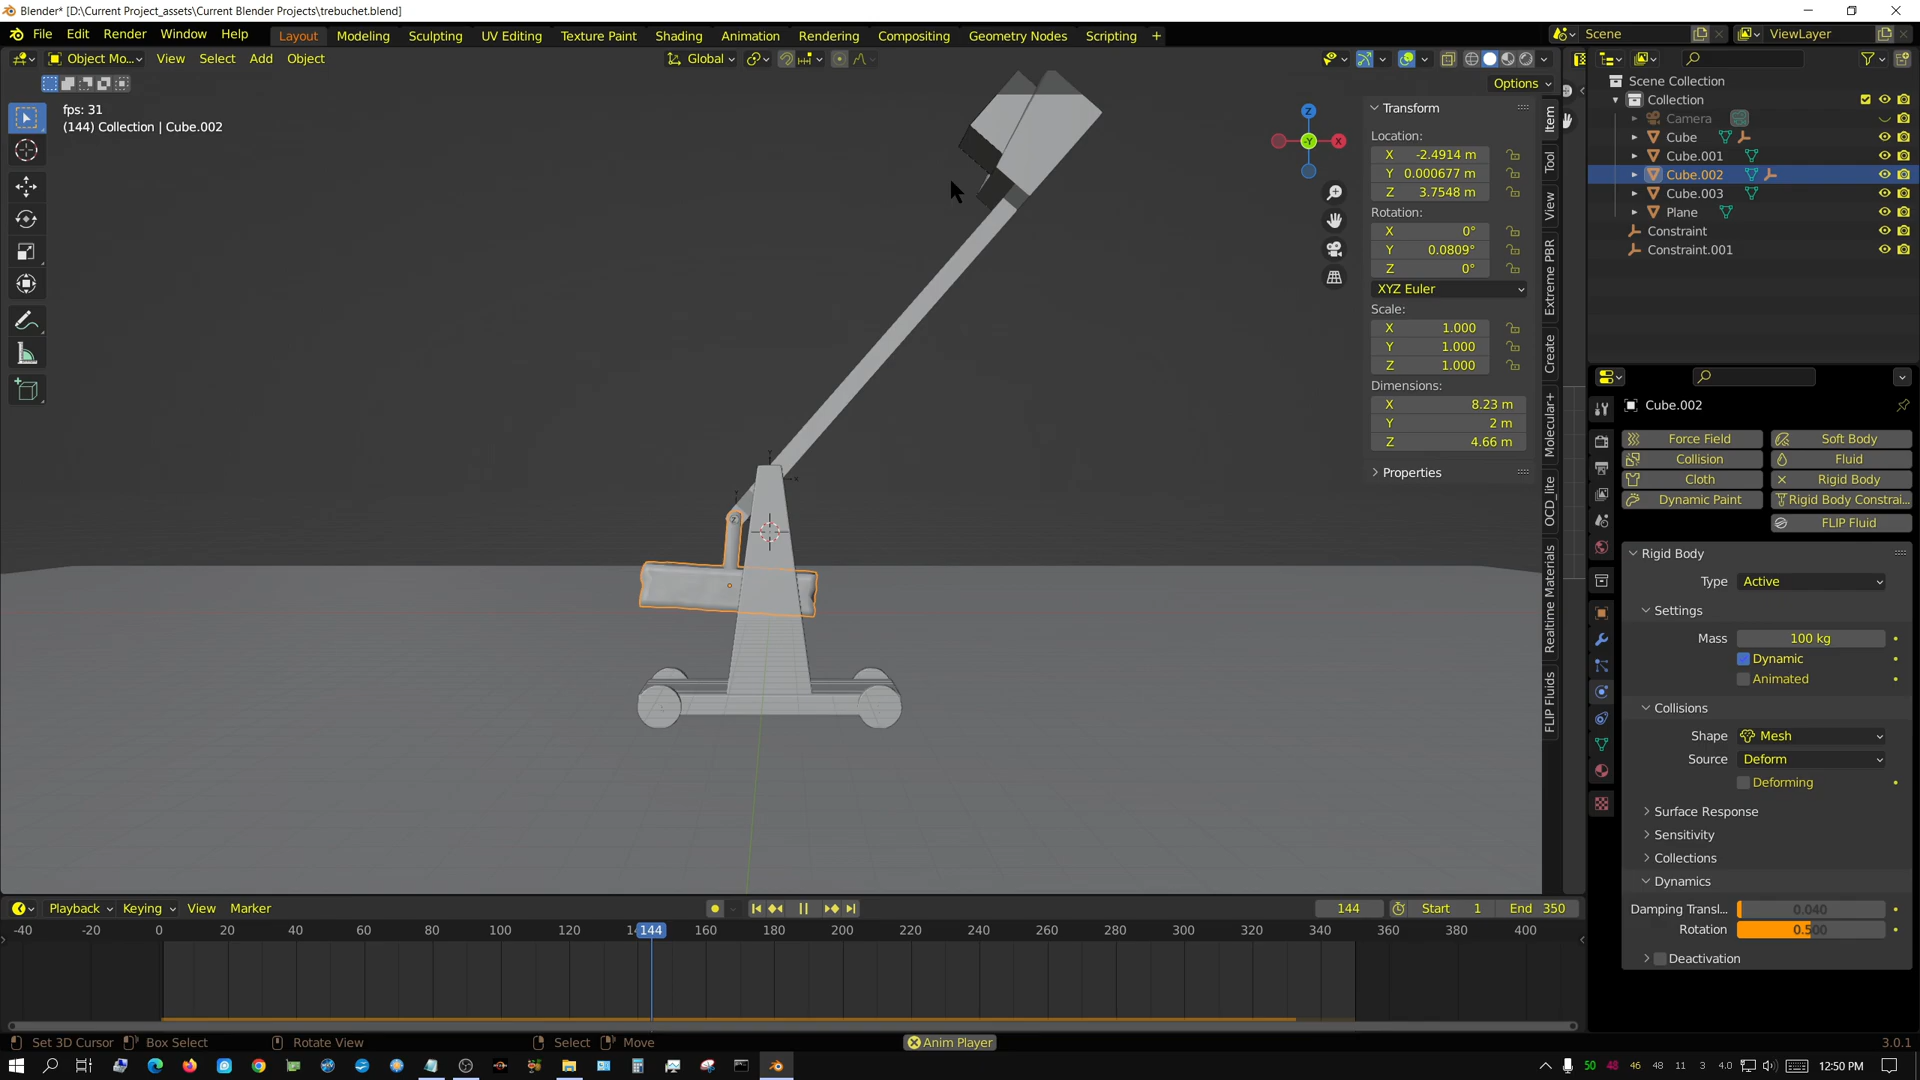 Blender* [D:\Current Project_assets\Current Blender Projects\trebuchet.blend]
File Edit Render Window Help Layout Modeling Sculpting UV Editing Texture Paint Shading Animation Rendering Compositing Geometry Nodes Scripting + Scene ViewLayer
Object Mo... View Select Add Object Global
Options
fps: 31
(144) Collection | Cube.002
Z
-Y
X
Transform
Location:
X -2.4914 m
Y 0.000677 m
Z 3.7548 m
Rotation:
X 0°
Y 0.0809°
Z 0°
XYZ Euler
Scale:
X 1.000
Y 1.000
Z 1.000
Dimensions:
X 8.23 m
Y 2 m
Z 4.66 m
Properties
Item
Tool
View
Extreme PBR
Create
Molecular+
OCD_lite
Realtime Materials
FLIP Fluids
Scene Collection
Collection
Camera
Cube
Cube.001
Cube.002
Cube.003
Plane
Constraint
Constraint.001
Cube.002
Force Field Soft Body
Collision Fluid
Cloth Rigid Body
Dynamic Paint Rigid Body Constrai...
FLIP Fluid
Rigid Body
Type Active
Settings
Mass 100 kg
Dynamic
Animated
Collisions
Shape Mesh
Source Deform
Deforming
Surface Response
Sensitivity
Collections
Dynamics
Damping Transl... 0.040
Rotation 0.500
Deactivation
Playback Keying View Marker 144 Start 1 End 350
-40 -20 0 20 40 60 80 100 120 144 160 180 200 220 240 260 280 300 320 340 360 380 400
Set 3D Cursor Box Select Rotate View Select Move Anim Player 3.0.1
50 48 46 48 11 3 4.0 12:50 PM